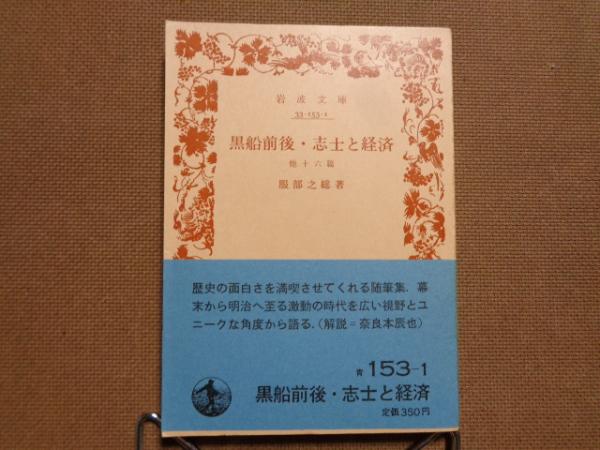 岩波文庫
33-153-1
黒船前後・志士と経済
他十六篇
服部之総著
歴史の面白さを満喫させてくれる随筆集. 幕
末から明治へ至る激動の時代を広い視野とユ
ニークな角度から語る.(解説=奈良本辰也)
青 153-1
黒船前後・志士と経済
定価350円